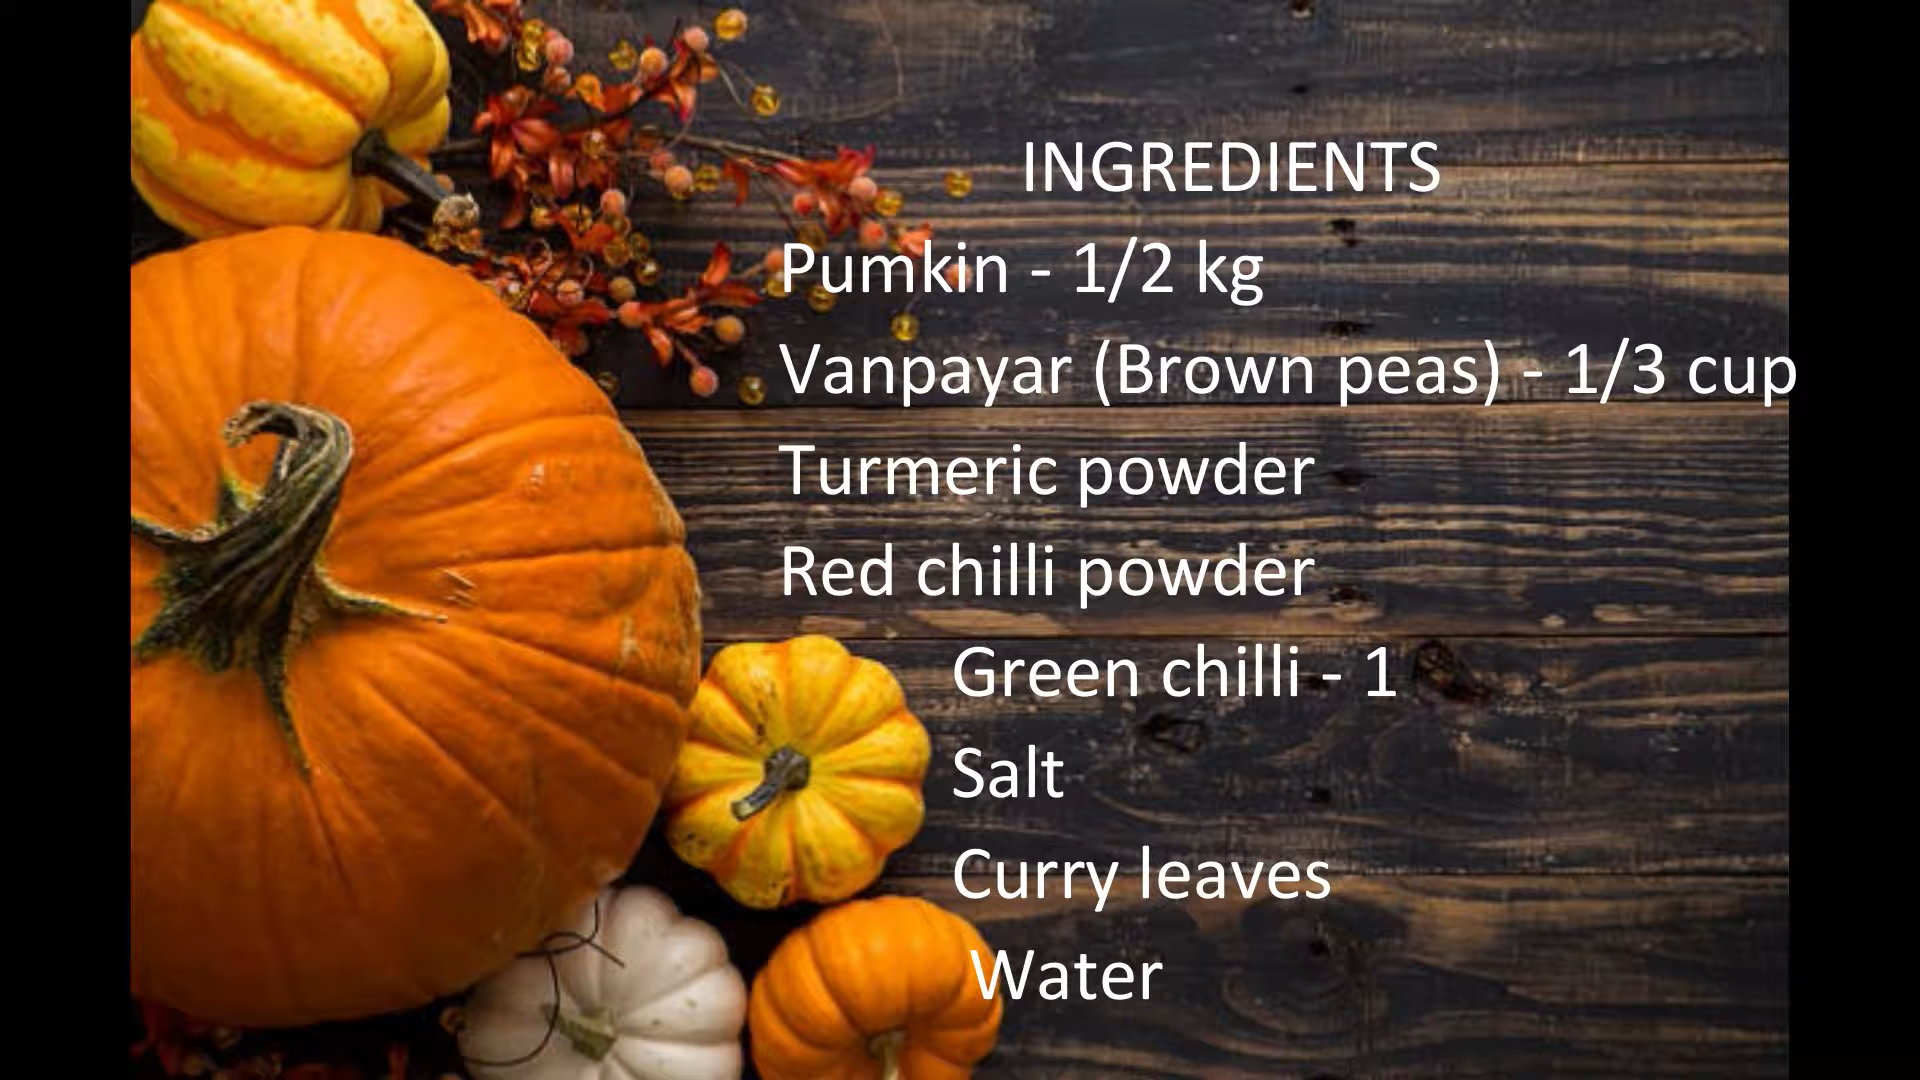 INGREDIENTS
Pumkin - 1/2 kg
Vanpayar (Brown peas) - 1/3 cup
Turmeric powder
Red chilli powder
Green chilli - 1
Salt
Curry leaves
Water